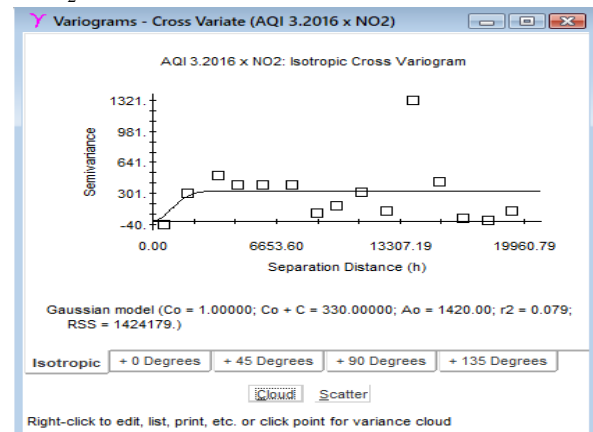 2
Variograms - Cross Variate (AQI 3.2016 x NO2)
AQI 3.2016 x NO2: Isotropic Cross Variogram
1321.
981.
641.
301.
-40.
Semivariance
0.00 6653.60 13307.19 19960.79
Separation Distance (h)
Gaussian model (Co = 1.00000; Co + C = 330.00000; Ao = 1420.00; r2 = 0.079;
RSS = 1424179.)
Isotropic + 0 Degrees + 45 Degrees + 90 Degrees + 135 Degrees
Cloud Scatter
Right-click to edit, list, print, etc. or click point for variance cloud